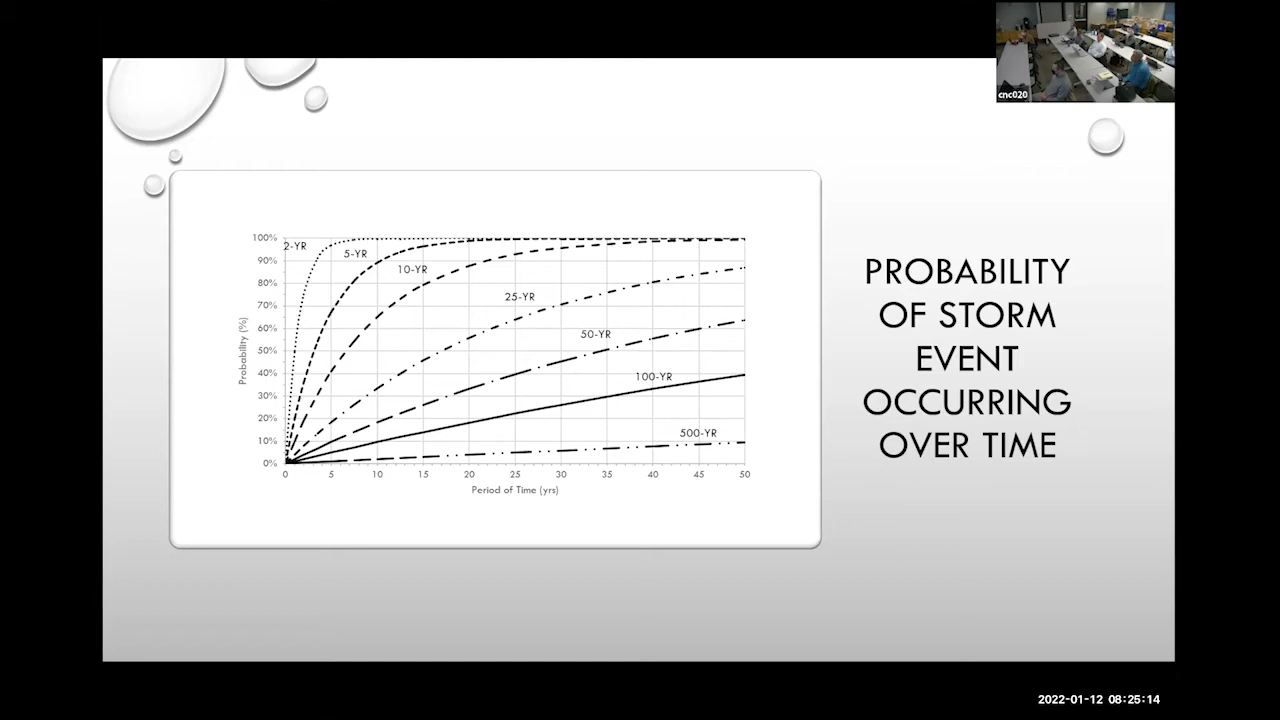 cnc020
100%
90%
80%
70%
60%
50%
40%
30%
20%
10%
0%
Probability (%)
2-YR
5-YR
10-YR
25-YR
50-YR
100-YR
500-YR
0 5 10 15 20 25 30 35 40 45 50
Period of Time (yrs)
PROBABILITY
OF STORM
EVENT
OCCURRING
OVER TIME
2022-01-12 08:25:14